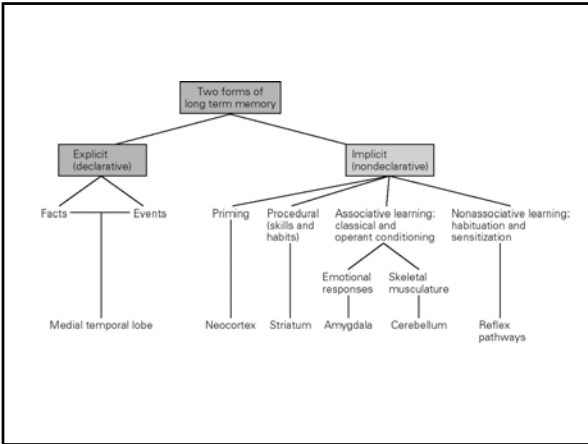 Two forms of
long term memory
Explicit
(declarative)
Implicit
(nondeclarative)
Facts
Events
Priming
Procedural
(skills and
habits)
Associative learning:
classical and
operant conditioning
Nonassociative learning:
habituation and
sensitization
Emotional
responses
Skeletal
musculature
Medial temporal lobe
Neocortex
Striatum
Amygdala
Cerebellum
Reflex
pathways